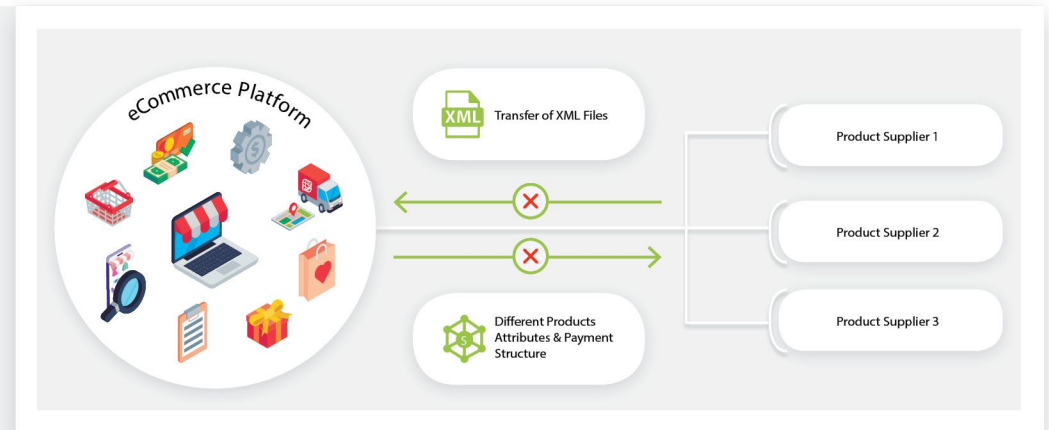 eCommerce Platform
XML
Transfer of XML Files
Different Products
Attributes & Payment
Structure
Product Supplier 1
Product Supplier 2
Product Supplier 3